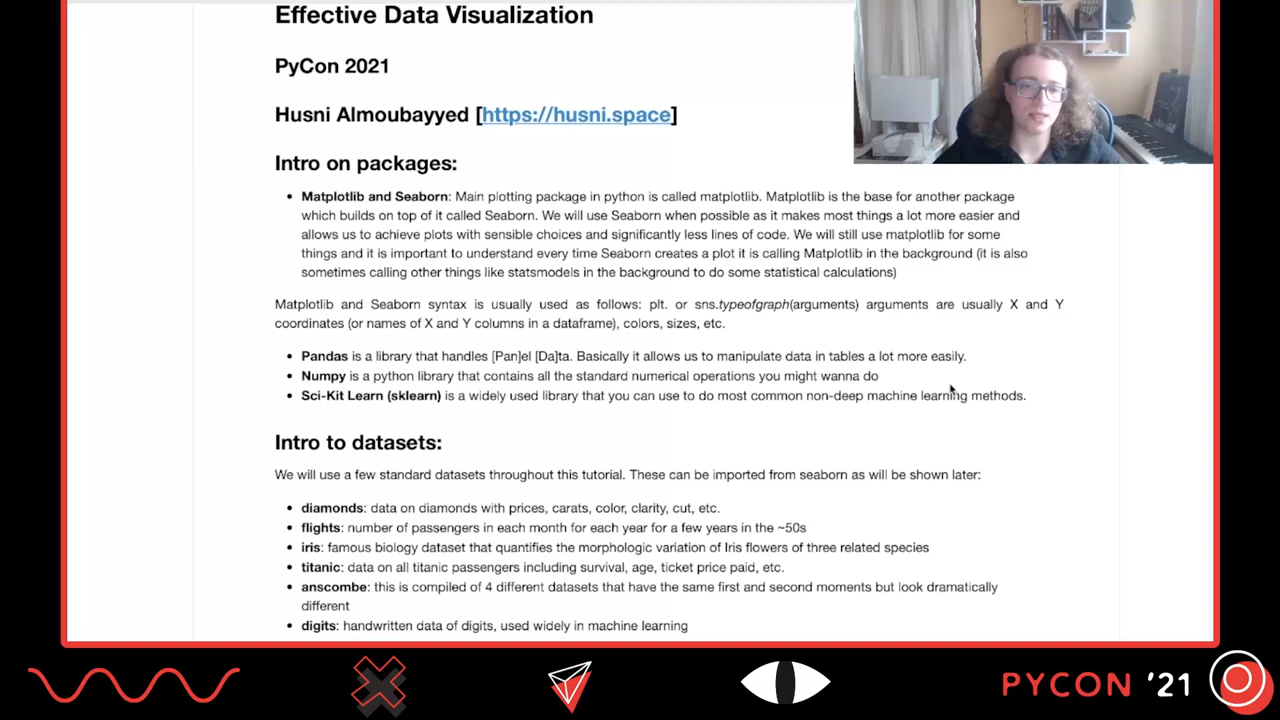 Effective Data Visualization
PyCon 2021
Husni Almoubayyed [https://husni.space]
Intro on packages:
• Matplotlib and Seaborn: Main plotting package in python is called matplotlib. Matplotlib is the base for another package
which builds on top of it called Seaborn. We will use Seaborn when possible as it makes most things a lot more easier and
allows us to achieve plots with sensible choices and significantly less lines of code. We will still use matplotlib for some
things and it is important to understand every time Seaborn creates a plot it is calling Matplotlib in the background (it is also
sometimes calling other things like statsmodels in the background to do some statistical calculations)
Matplotlib and Seaborn syntax is usually used as follows: plt. or sns.typeofgraph(arguments) arguments are usually X and Y
coordinates (or names of X and Y columns in a dataframe), colors, sizes, etc.
• Pandas is a library that handles [Pan]el [Da]ta. Basically it allows us to manipulate data in tables a lot more easily.
• Numpy is a python library that contains all the standard numerical operations you might wanna do
• Sci-Kit Learn (sklearn) is a widely used library that you can use to do most common non-deep machine learning methods.
Intro to datasets:
We will use a few standard datasets throughout this tutorial. These can be imported from seaborn as will be shown later:
• diamonds: data on diamonds with prices, carats, color, clarity, cut, etc.
• flights: number of passengers in each month for each year for a few years in the ~50s
• iris: famous biology dataset that quantifies the morphologic variation of Iris flowers of three related species
• titanic: data on all titanic passengers including survival, age, ticket price paid, etc.
• anscombe: this is compiled of 4 different datasets that have the same first and second moments but look dramatically
different
• digits: handwritten data of digits, used widely in machine learning
PYCON '21